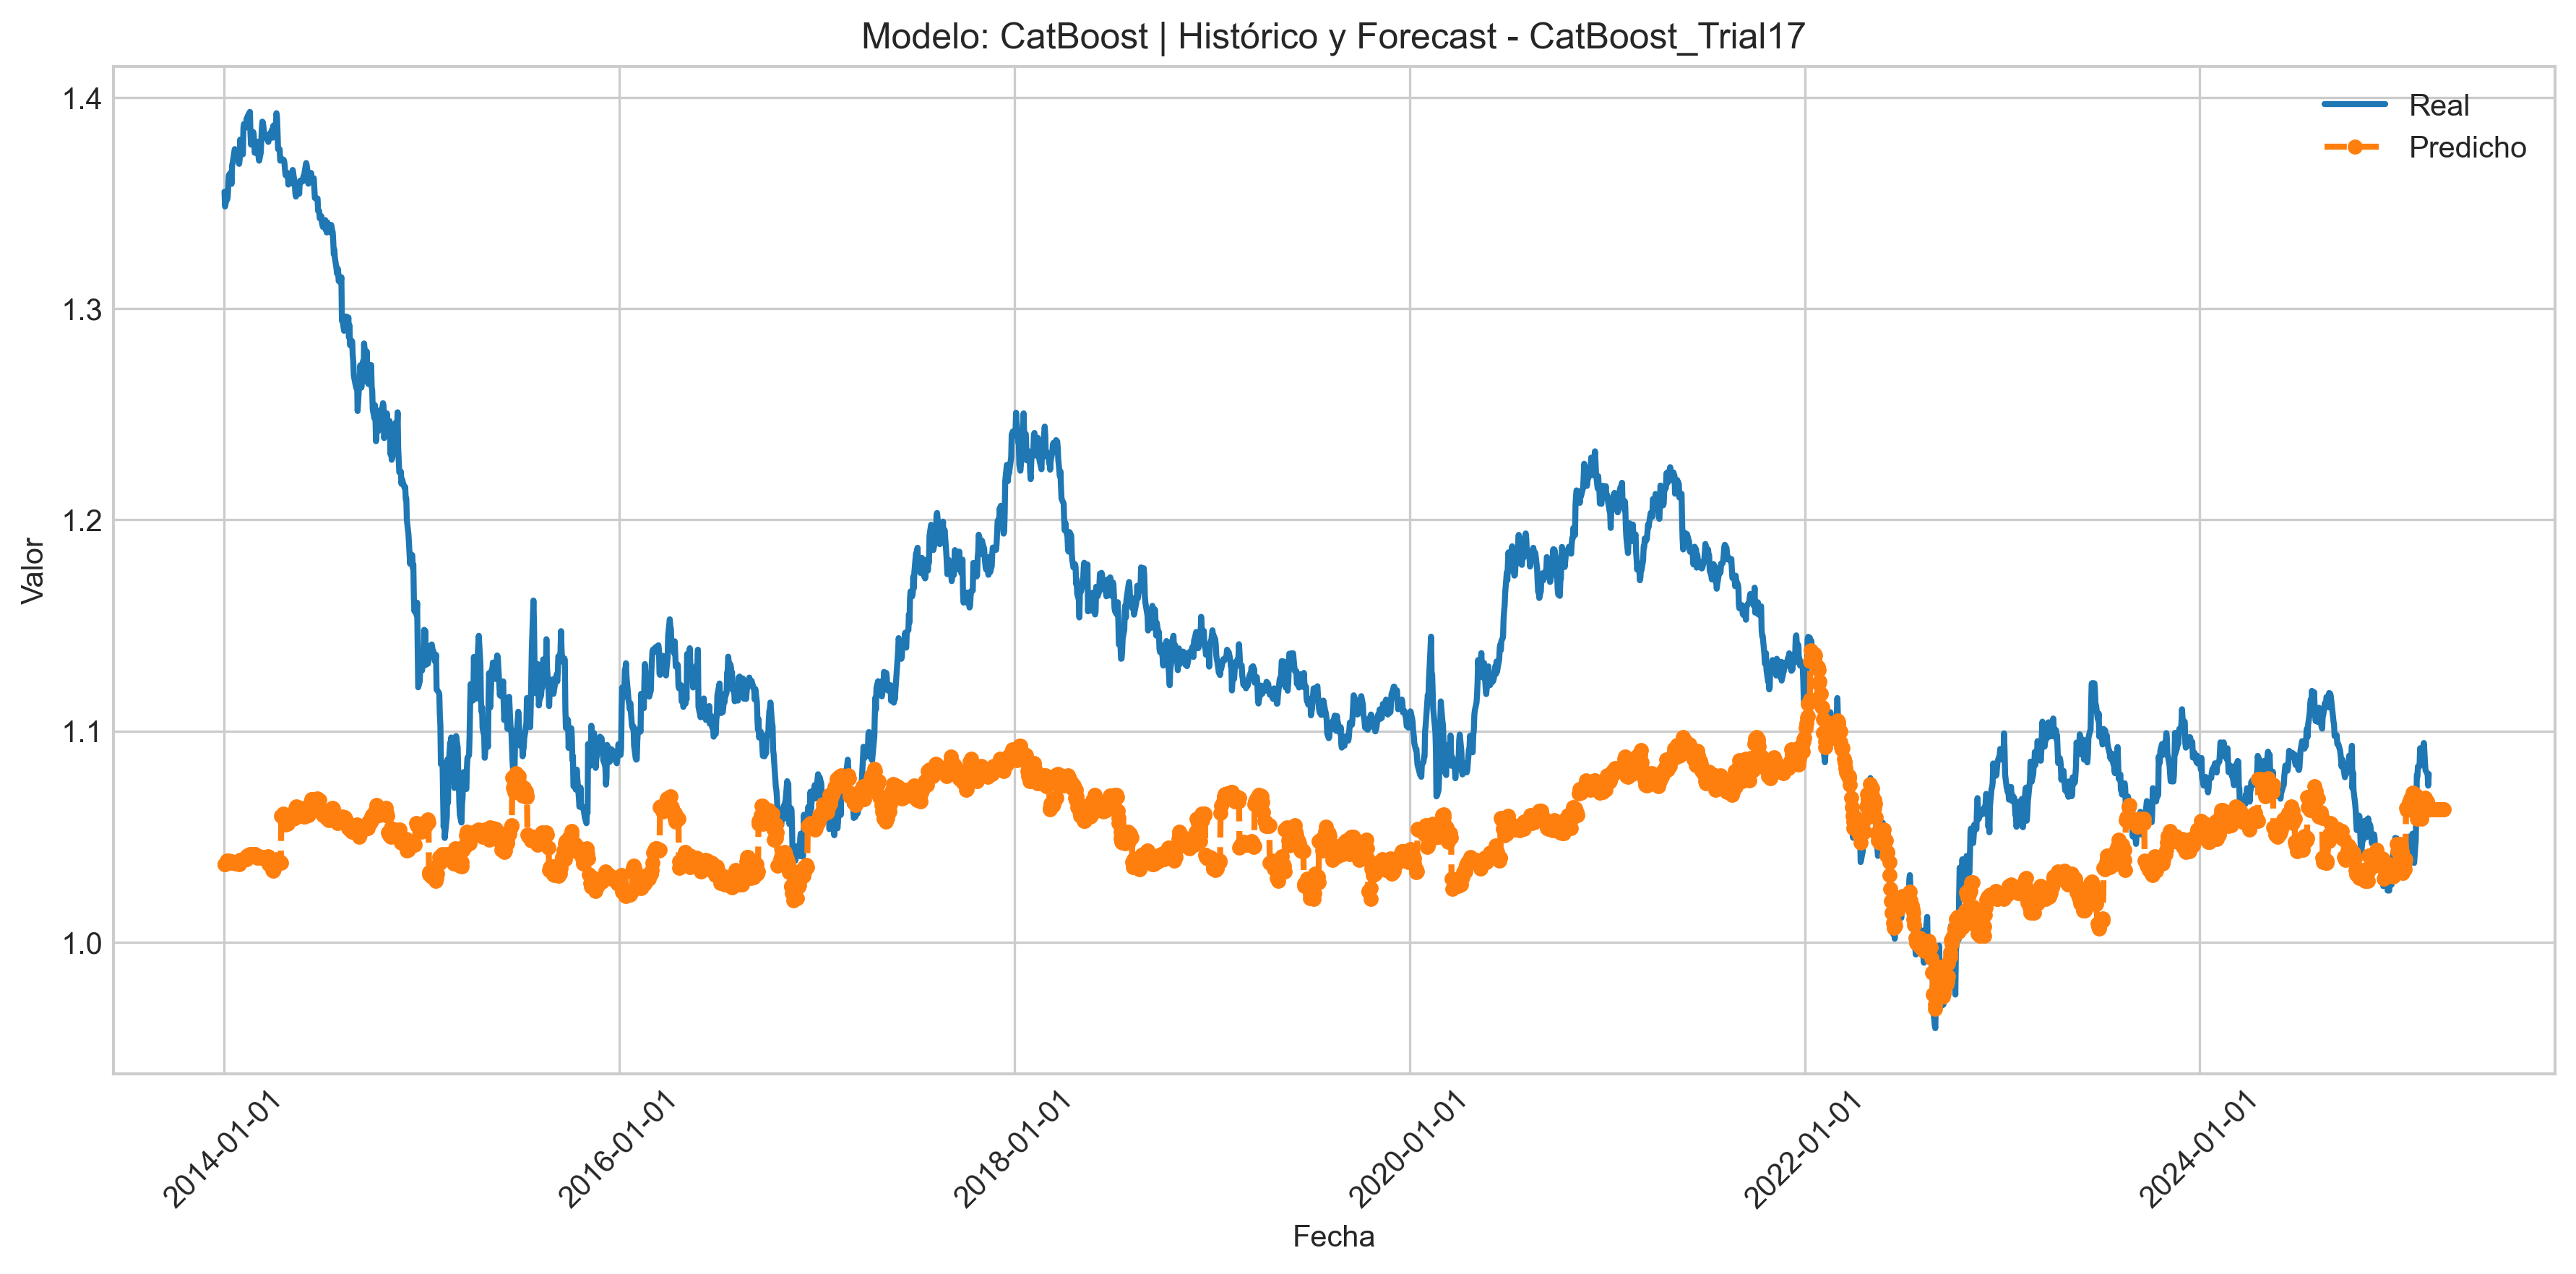 Modelo: CatBoost | Histórico y Forecast - CatBoost_Trial17
Real
Predicho
1.4
1.3
1.2
1.1
1.0
Valor
2014-01-01
2016-01-01
2018-01-01
2020-01-01
2022-01-01
2024-01-01
Fecha